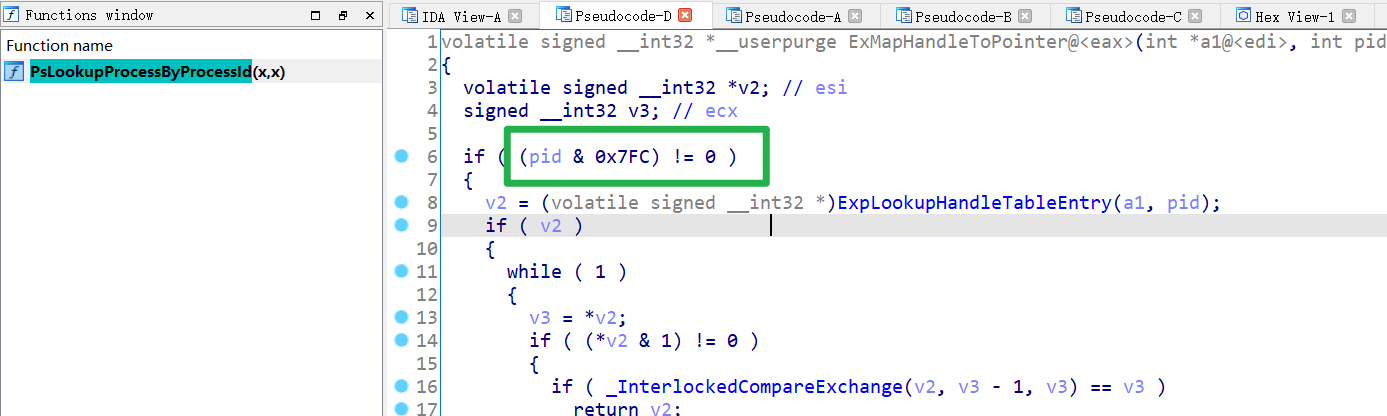 Functions window
Function name
f PsLookupProcessByProcessId(x,x)
IDA View-A Pseudocode-D Pseudocode-A Pseudocode-B Pseudocode-C Hex View-1
1 volatile signed __int32 *__userpurge ExMapHandleToPointer@<eax>(int *a1@<edi>, int pid
2 {
3 volatile signed __int32 *v2; // esi
4 signed __int32 v3; // ecx
5
6 if ( (pid & 0x7FC) != 0 )
7 {
8 v2 = (volatile signed __int32 *)ExpLookupHandleTableEntry(a1, pid);
9 if ( v2 )
10 {
11 while ( 1 )
12 {
13 v3 = *v2;
14 if ( (*v2 & 1) != 0 )
15 {
16 if ( _InterlockedCompareExchange(v2, v3 - 1, v3) == v3 )
17 return v2;